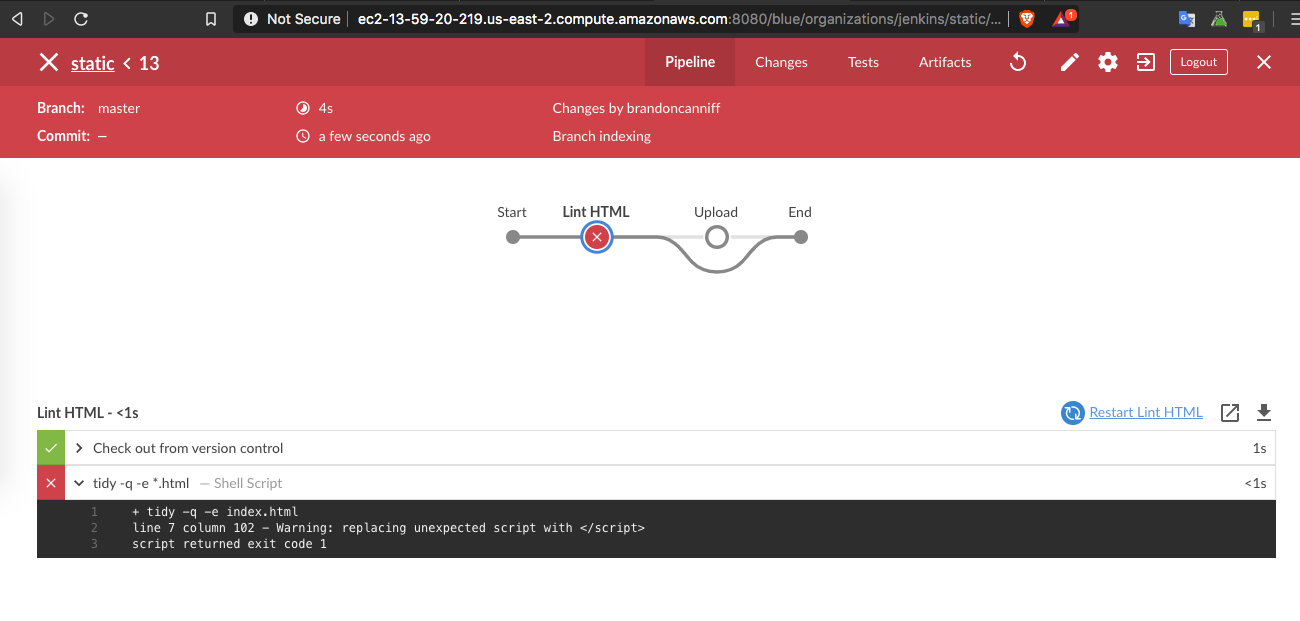 Not Secure ec2-13-59-20-219.us-east-2.compute.amazonaws.com:8080/blue/organizations/jenkins/static/... 1 1
static < 13 Pipeline Changes Tests Artifacts Logout
Branch: master 4s Changes by brandoncanniff
Commit: — a few seconds ago Branch indexing
Start Lint HTML Upload End
Lint HTML - <1s Restart Lint HTML
Check out from version control 1s
tidy -q -e *.html — Shell Script <1s
1 + tidy -q -e index.html
2 line 7 column 102 - Warning: replacing unexpected script with </script>
3 script returned exit code 1